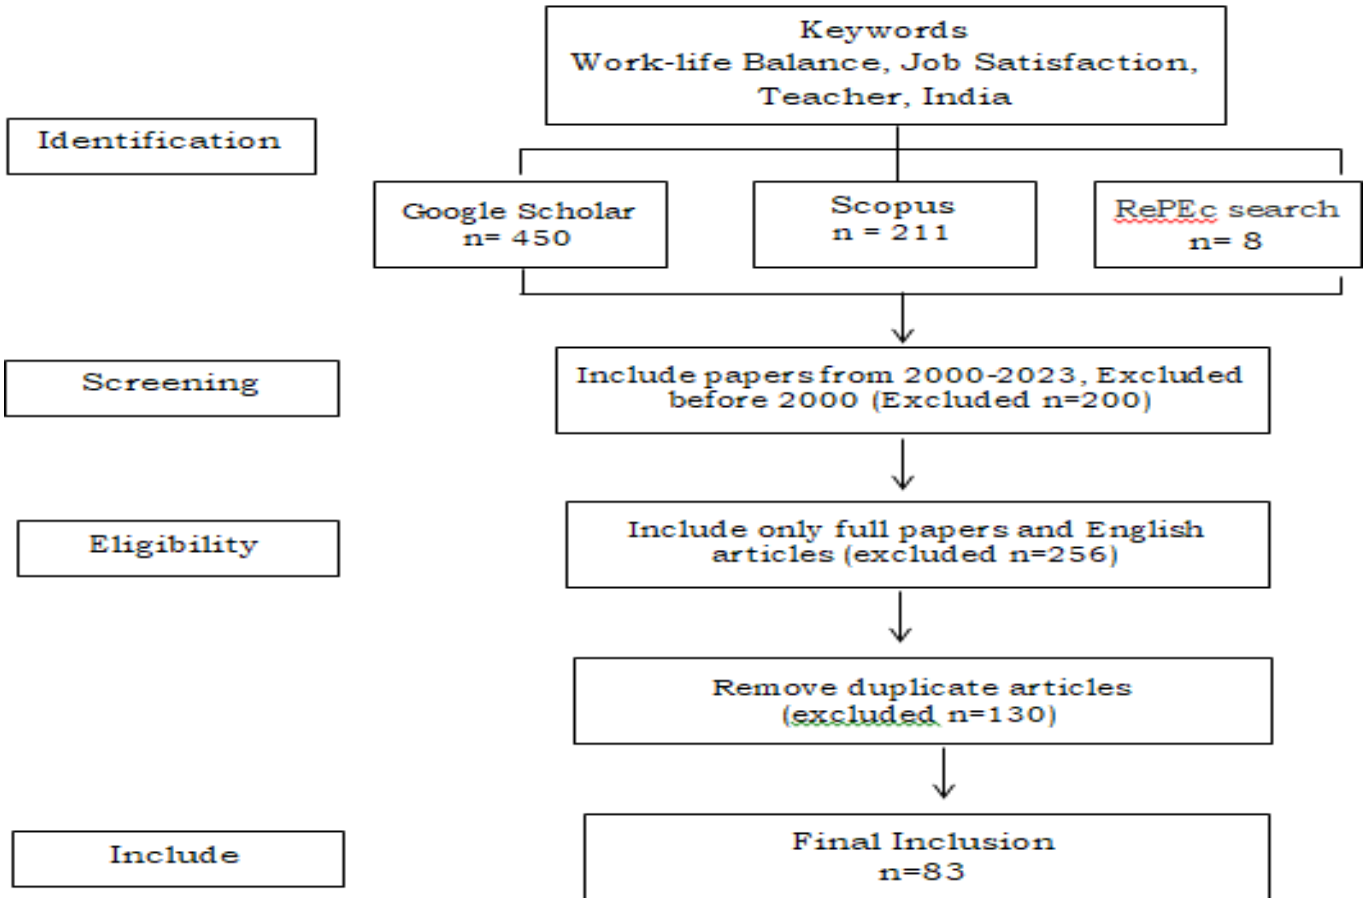 Keywords
Work-life Balance, Job Satisfaction,
Teacher, India
Identification
Google Scholar
n= 450
Scopus
n = 211
RePEc search
n= 8
Screening
Include papers from 2000-2023, Excluded
before 2000 (Excluded n=200)
Eligibility
Include only full papers and English
articles (excluded n=256)
Remove duplicate articles
(excluded n=130)
Include
Final Inclusion
n=83